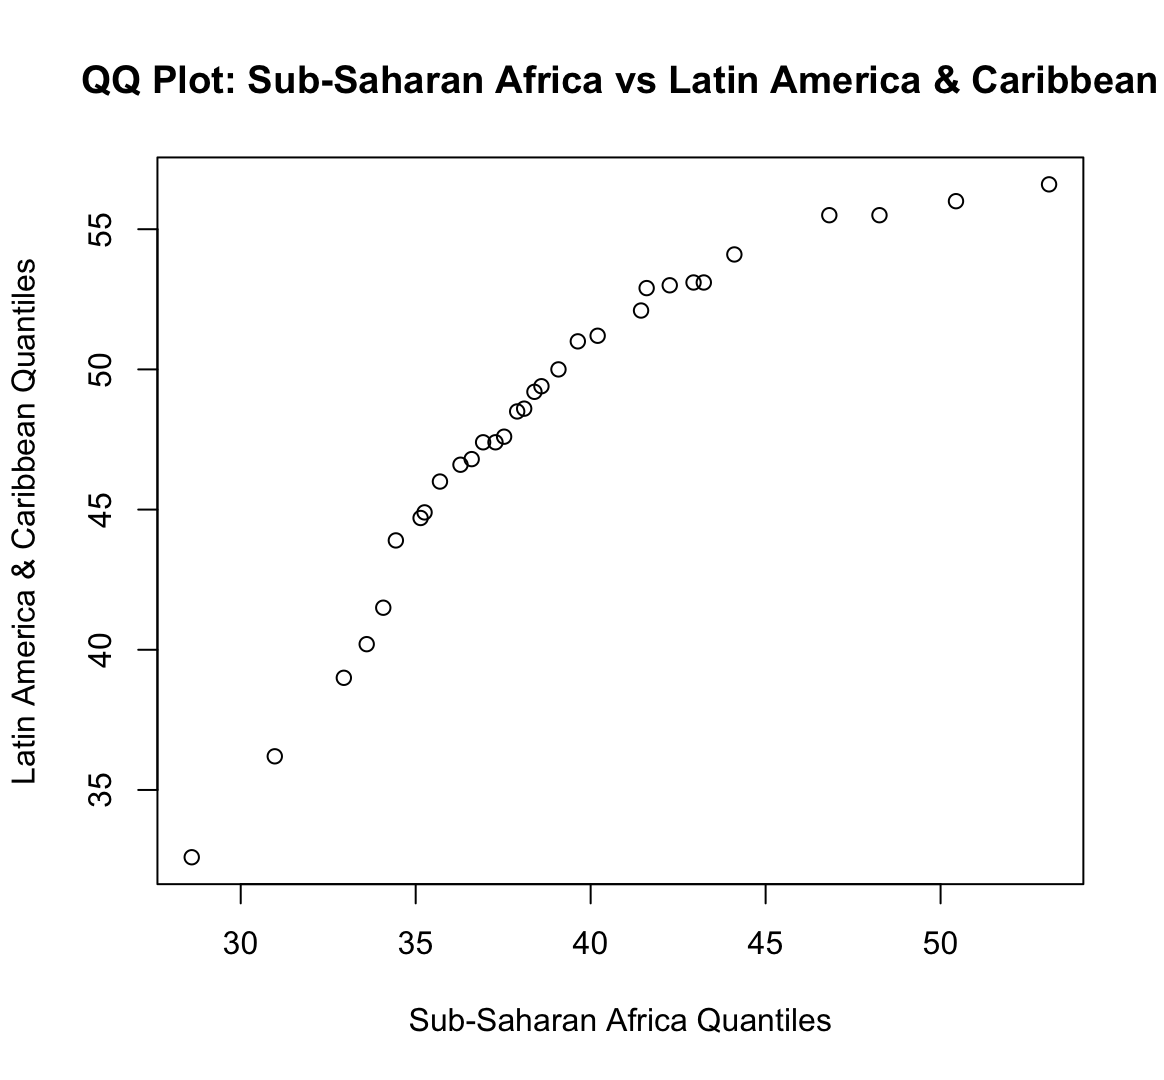 QQ Plot: Sub-Saharan Africa vs Latin America & Caribbean
Latin America & Caribbean Quantiles
55
50
45
40
35
30 35 40 45 50
Sub-Saharan Africa Quantiles